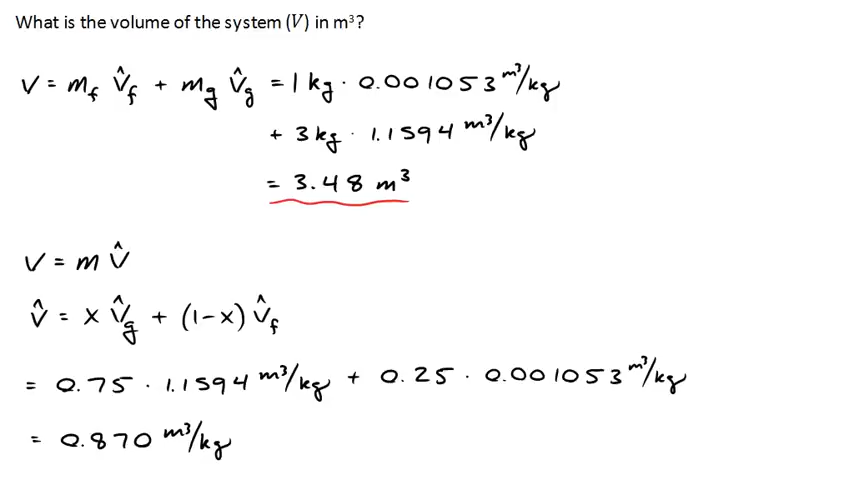 What is the volume of the system (V) in m³?
V = m_f V̂_f + m_g V̂_g = 1 kg · 0.001053 m³/kg
+ 3 kg · 1.1594 m³/kg
= 3.48 m³
V = m V̂
V̂ = x V̂_g + (1-x) V̂_f
= 0.75 · 1.1594 m³/kg + 0.25 · 0.001053 m³/kg
= 0.870 m³/kg